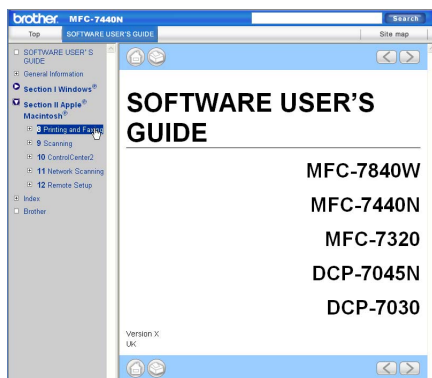 brother. MFC-7440N
Search
Top
SOFTWARE USER'S GUIDE
Site map
SOFTWARE USER' S
GUIDE
General Information
Section I Windows®
Section II Apple®
Macintosh®
8 Printing and Faxing
9 Scanning
10 ControlCenter2
11 Network Scanning
12 Remote Setup
Index
Brother
SOFTWARE USER'S
GUIDE
MFC-7840W
MFC-7440N
MFC-7320
DCP-7045N
DCP-7030
Version X
UK